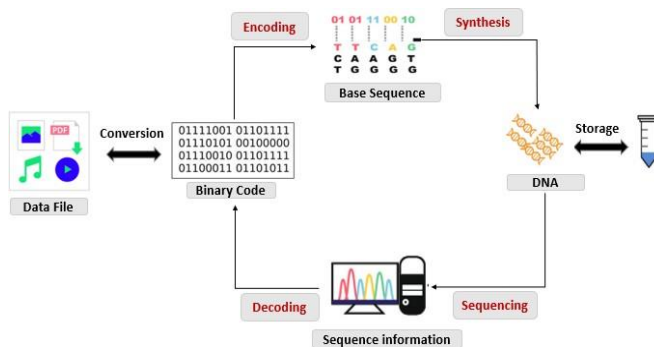 Encoding
01 01 11 00 10
Synthesis
T T C A G
C A A G T
T G G G G
Base Sequence
PDF
Conversion
01111001 01101111
01110101 00100000
01110010 01101111
01100011 01101011
Storage
Data File
Binary Code
DNA
Decoding
Sequencing
Sequence information